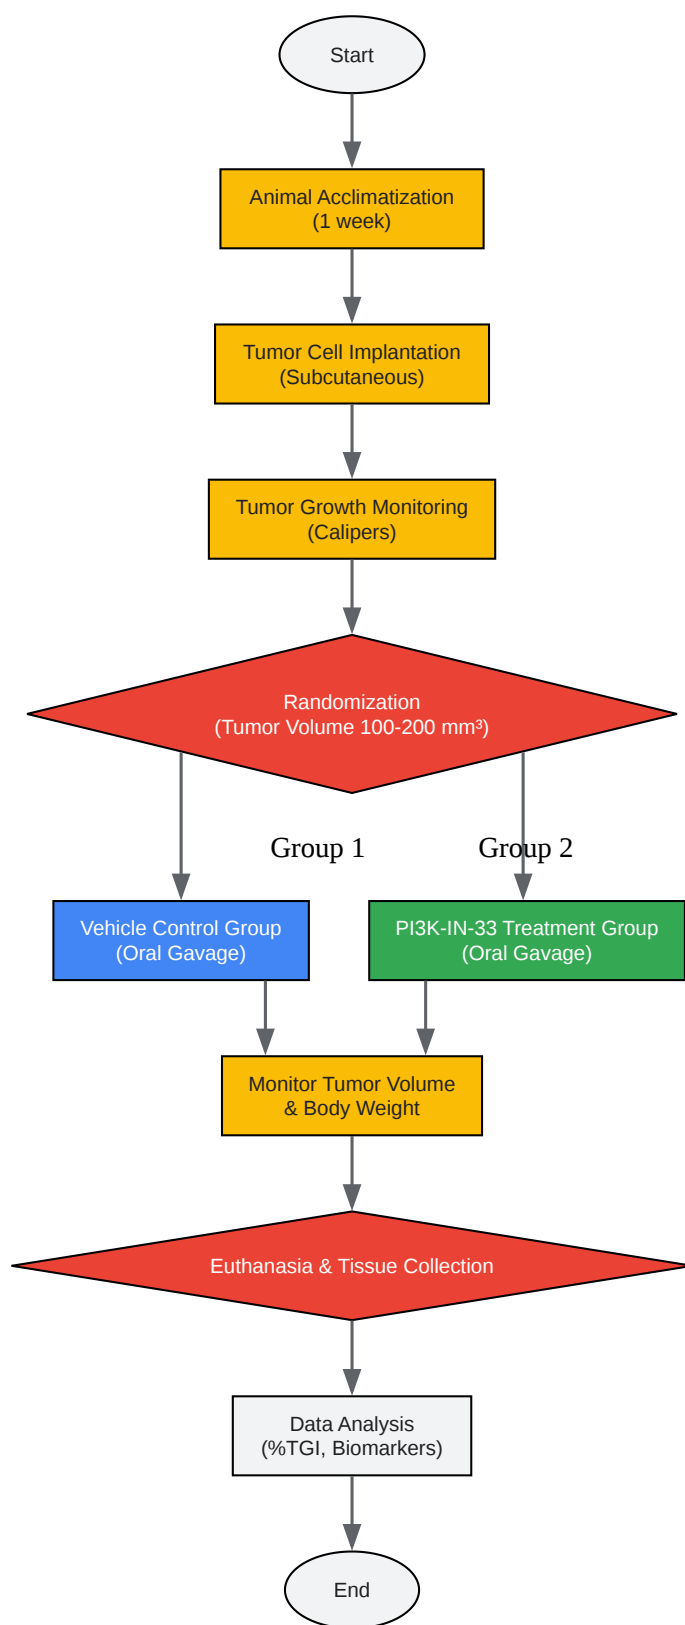 Start
Animal Acclimatization
(1 week)
Tumor Cell Implantation
(Subcutaneous)
Tumor Growth Monitoring
(Calipers)
Randomization
(Tumor Volume 100-200 mm³)
Group 1
Group 2
Vehicle Control Group
(Oral Gavage)
PI3K-IN-33 Treatment Group
(Oral Gavage)
Monitor Tumor Volume
& Body Weight
Euthanasia & Tissue Collection
Data Analysis
(%TGI, Biomarkers)
End